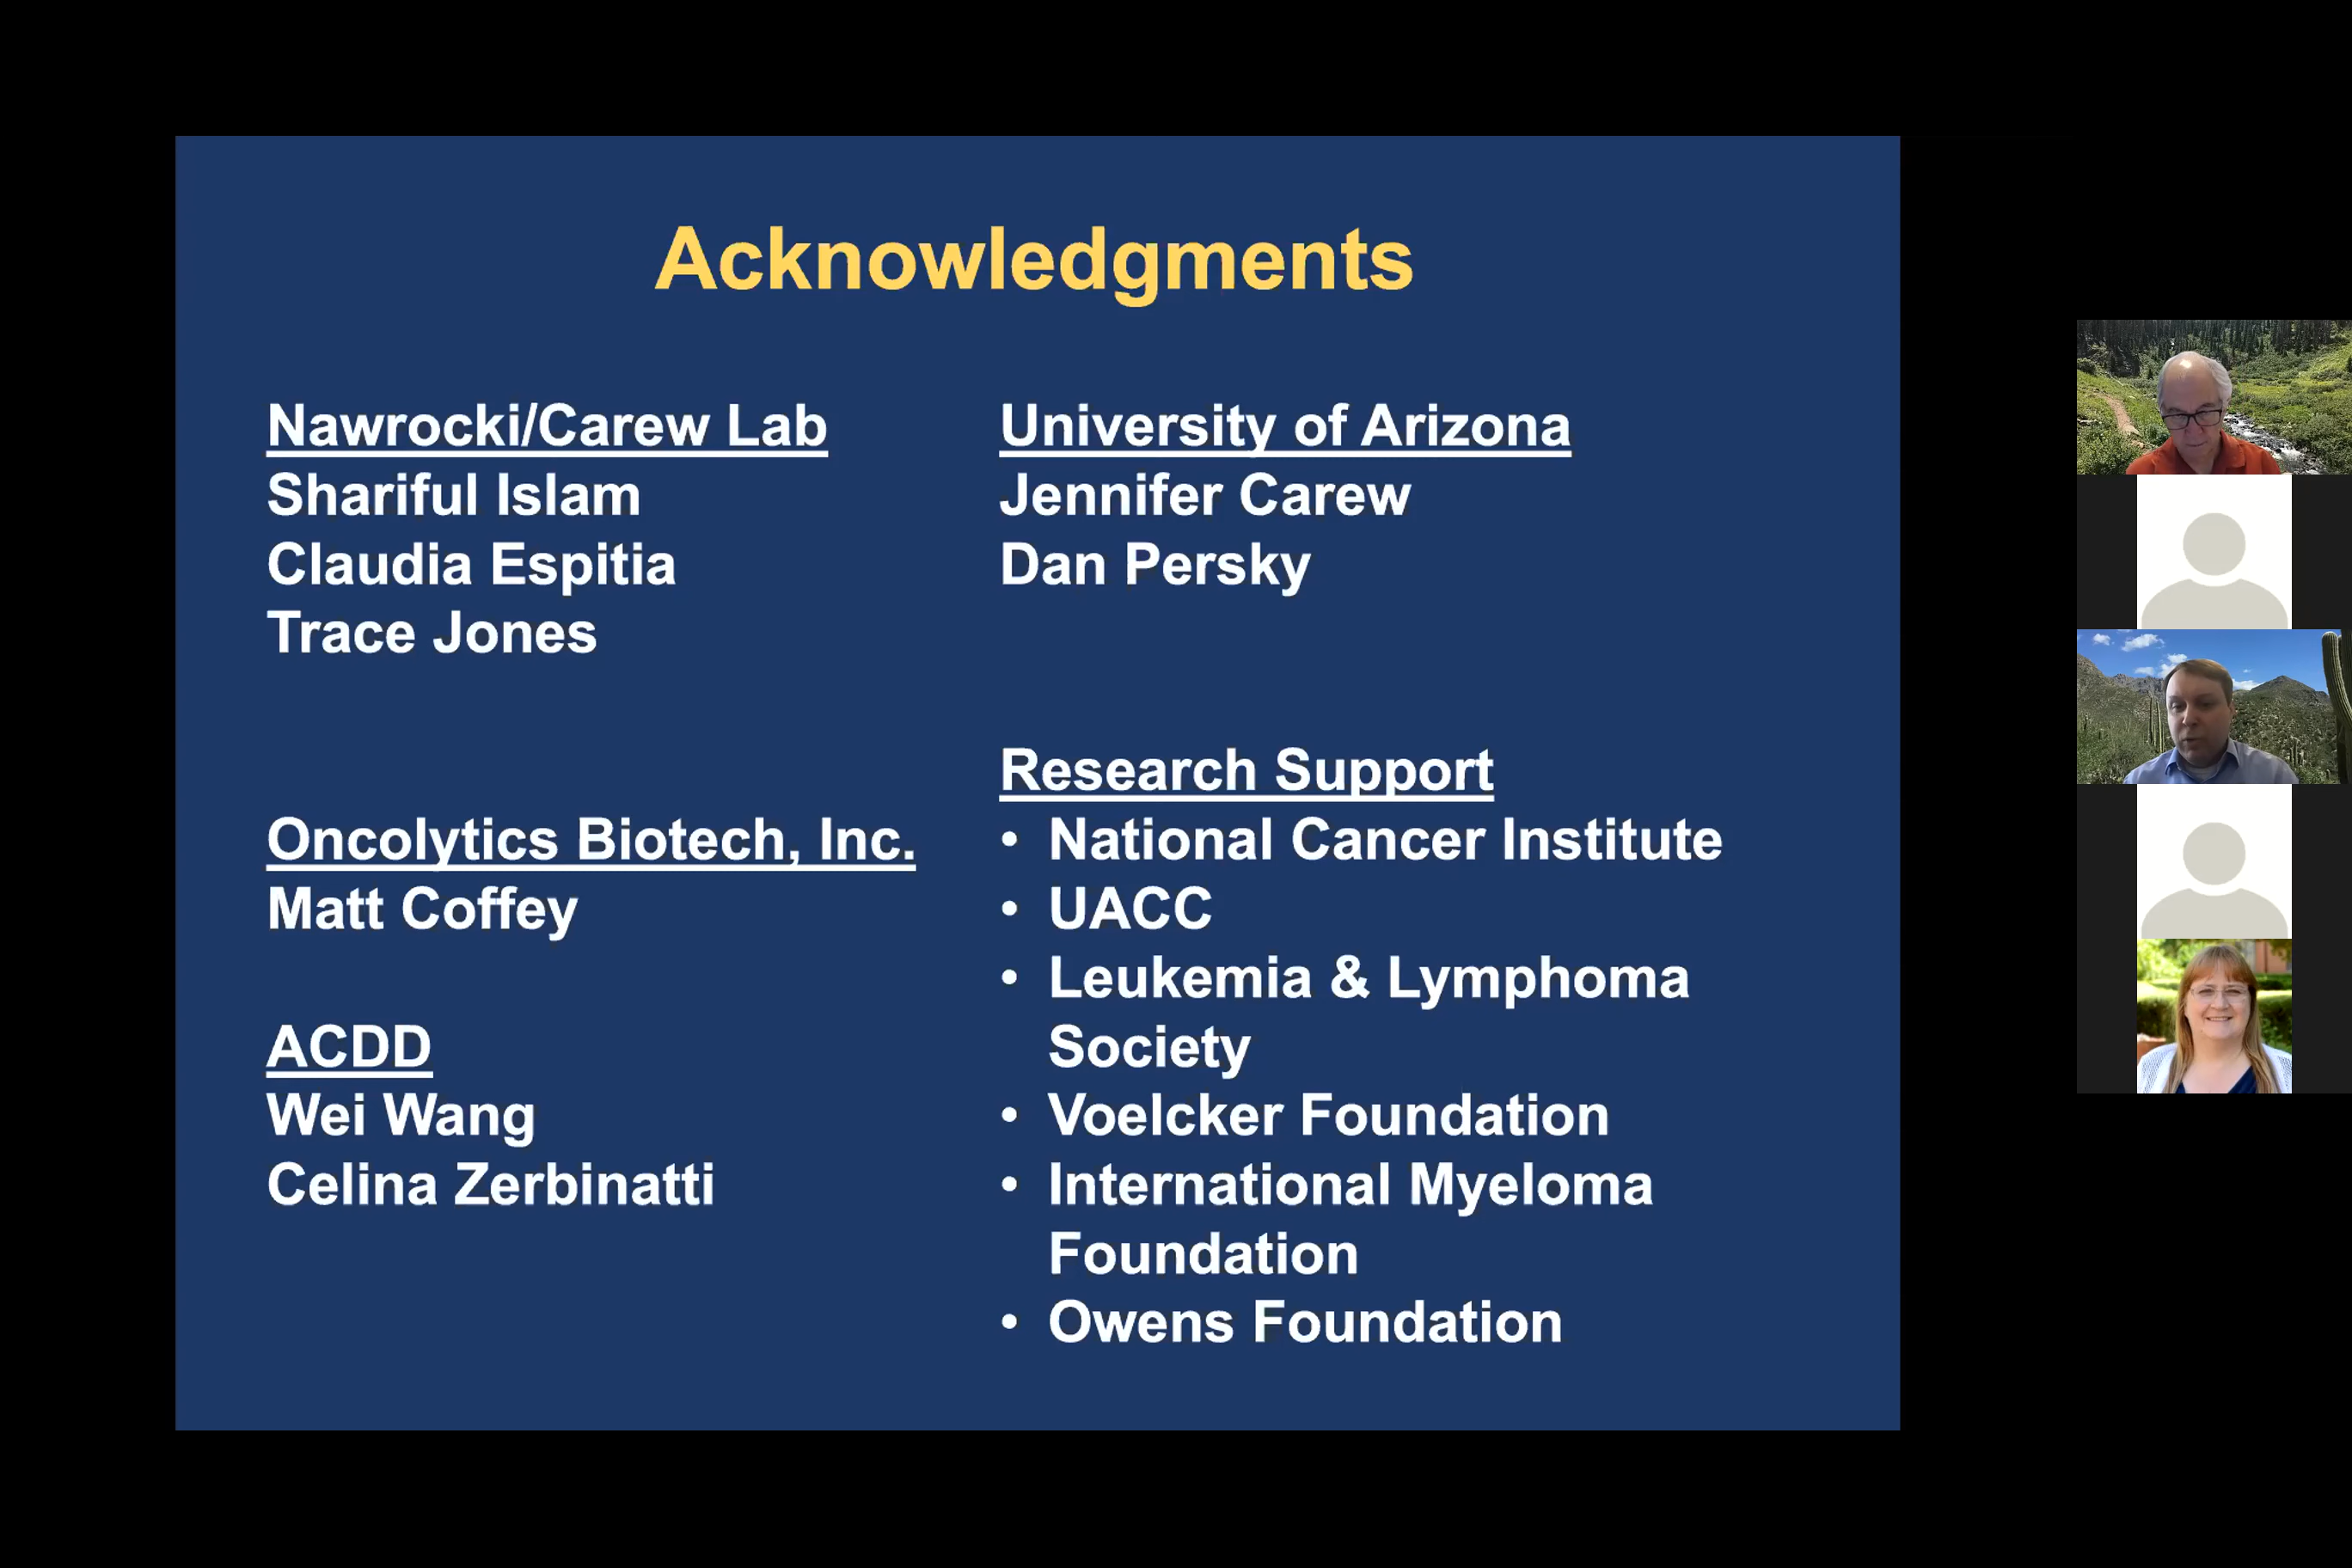 Acknowledgments
Nawrocki/Carew Lab
Shariful Islam
Claudia Espitia
Trace Jones
Oncolytics Biotech, Inc.
Matt Coffey
ACDD
Wei Wang
Celina Zerbinatti
University of Arizona
Jennifer Carew
Dan Persky
Research Support
• National Cancer Institute
• UACC
• Leukemia & Lymphoma
Society
• Voelcker Foundation
• International Myeloma
Foundation
• Owens Foundation